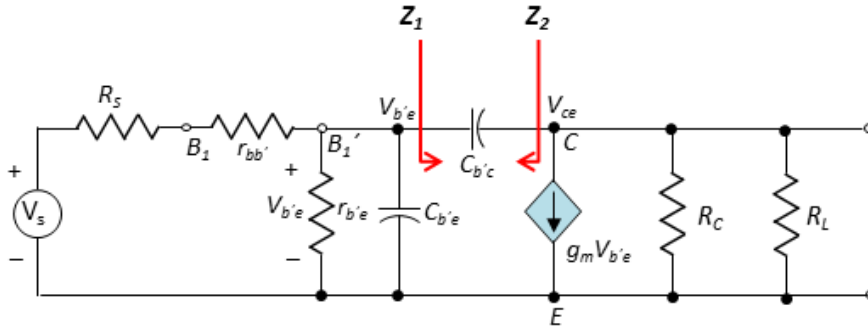 Z1 Z2
Rs Vb'e Vce
B1 rbb' B1' Cb'c C
+ + Vs Vb'e rb'e Cb'e gmVb'e RC RL
− −
E